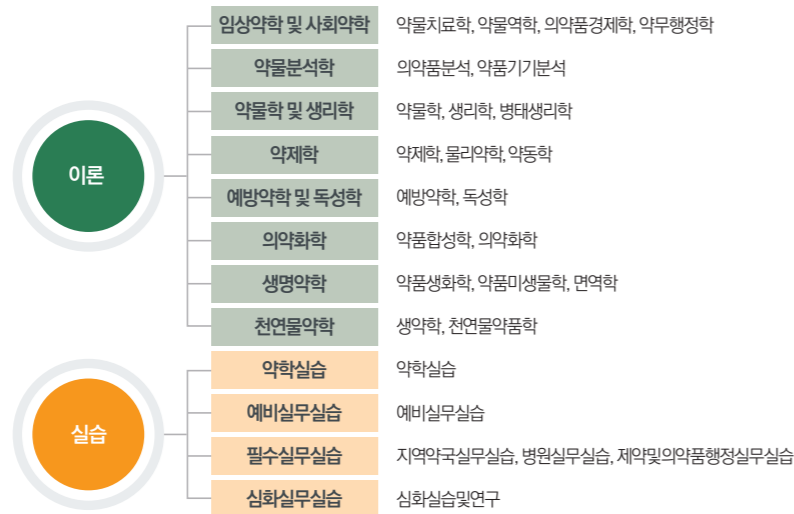 이론
임상약학 및 사회약학 약물치료학, 약물역학, 의약품경제학, 약무행정학
약물분석학 의약품분석, 약품기기분석
약물학 및 생리학 약물학, 생리학, 병태생리학
약제학 약제학, 물리약학, 약동학
예방약학 및 독성학 예방약학, 독성학
의약화학 약품합성학, 의약화학
생명약학 약품생화학, 약품미생물학, 면역학
천연물약학 생약학, 천연물약품학
실습
약학실습 약학실습
예비실무실습 예비실무실습
필수실무실습 지역약국실무실습, 병원실무실습, 제약및의약품행정실무실습
심화실무실습 심화실습및연구